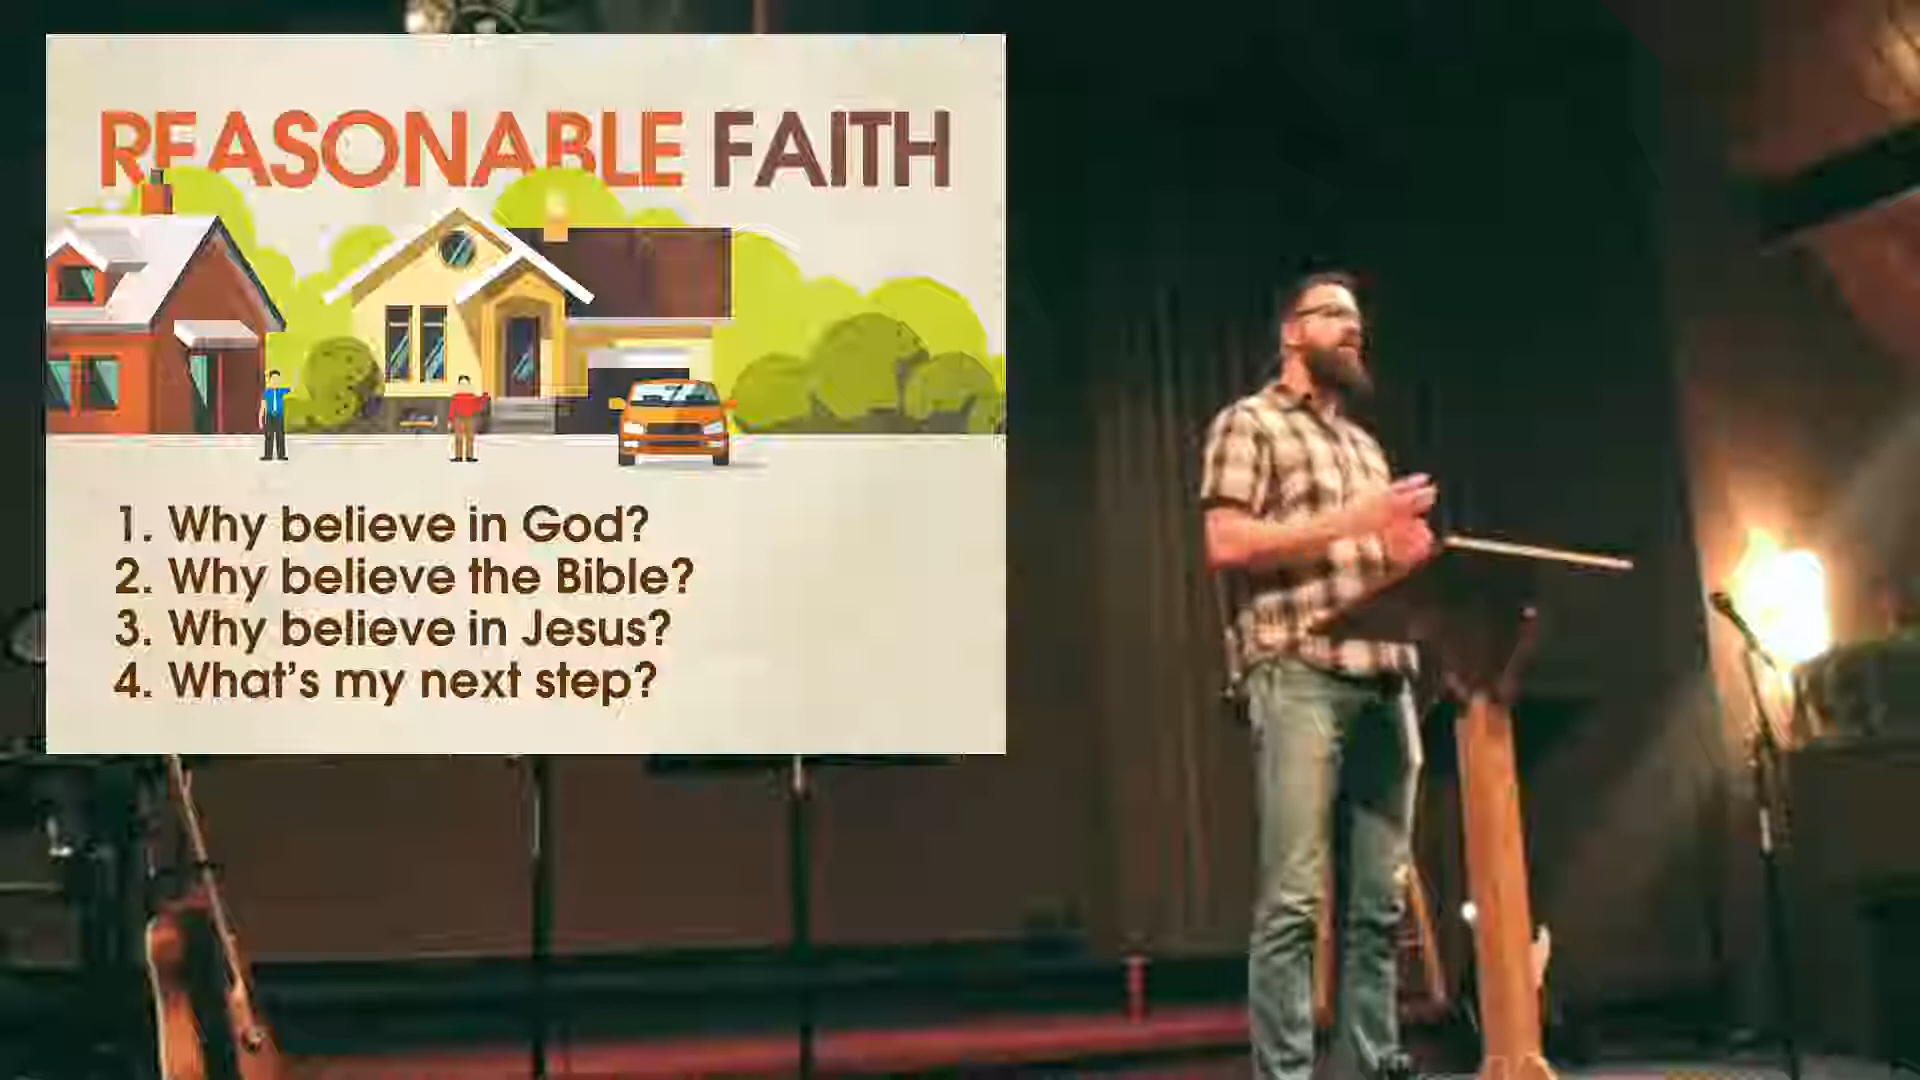 REASONABLE FAITH
1. Why believe in God?
2. Why believe the Bible?
3. Why believe in Jesus?
4. What's my next step?